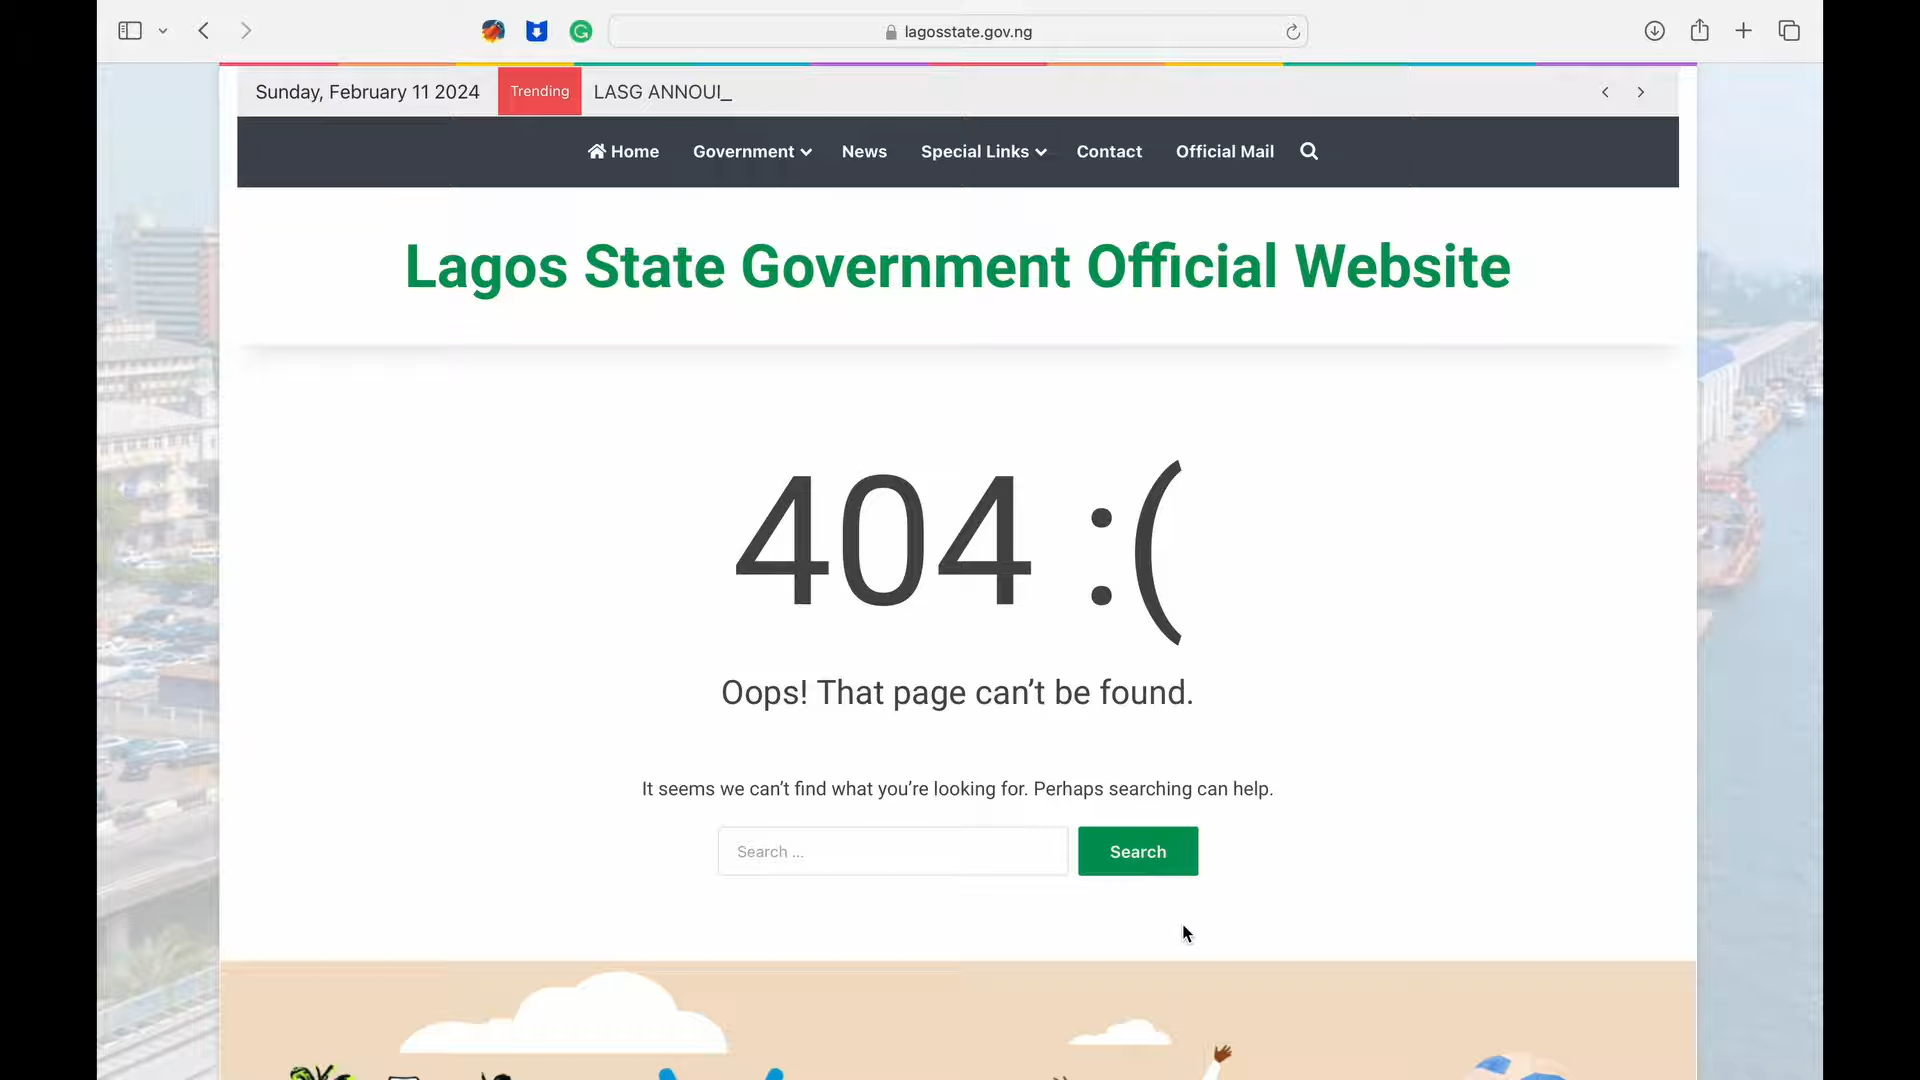 lagosstate.gov.ng
Sunday, February 11 2024
Trending
LASG ANNOUI_
Home
Government
News
Special Links
Contact
Official Mail
Lagos State Government Official Website
404 :(
Oops! That page can’t be found.
It seems we can’t find what you’re looking for. Perhaps searching can help.
Search ...
Search